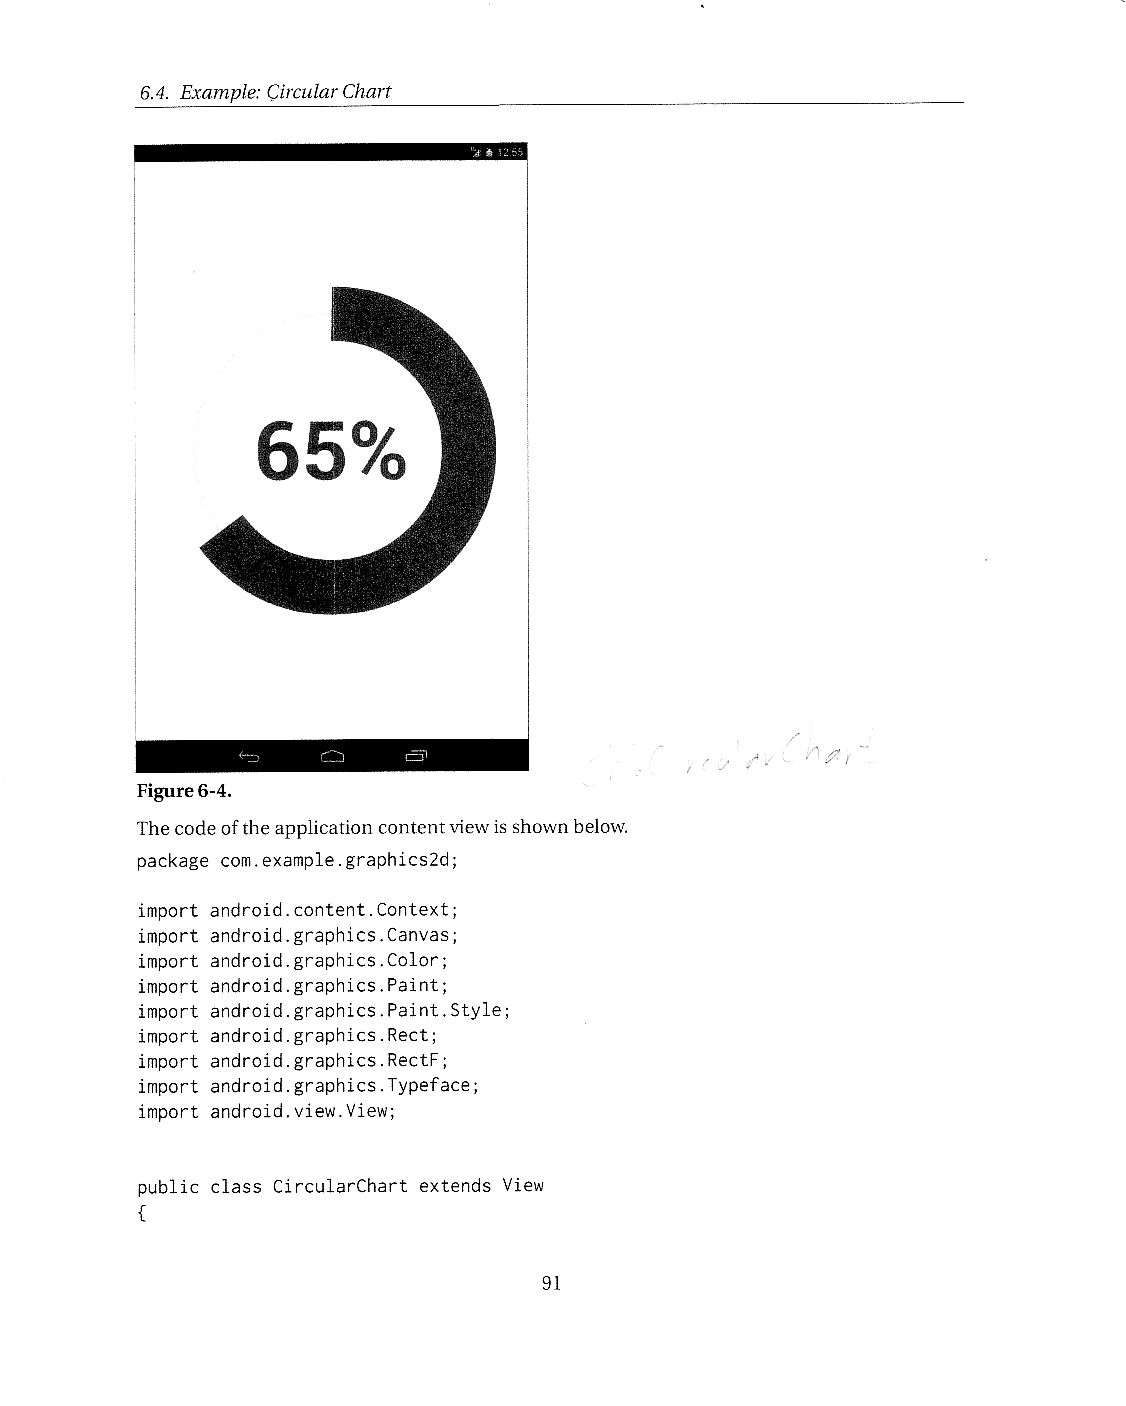 6.4. Example: Circular Chart
12:55
65%
CircularChart
Figure 6-4.
The code of the application content view is shown below.
package com.example.graphics2d;
import android.content.Context;
import android.graphics.Canvas;
import android.graphics.Color;
import android.graphics.Paint;
import android.graphics.Paint.Style;
import android.graphics.Rect;
import android.graphics.RectF;
import android.graphics.Typeface;
import android.view.View;
public class CircularChart extends View
{
91